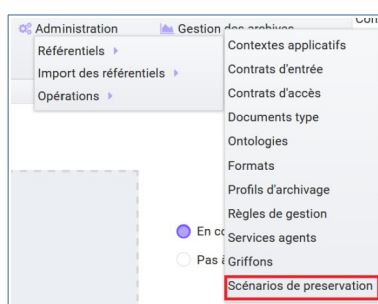 Administration
Gestion des archives
Référentiels
Import des référentiels
Opérations
Contextes applicatifs
Contrats d'entrée
Contrats d'accès
Documents type
Ontologies
Formats
Profils d'archivage
Règles de gestion
Services agents
Griffons
Scénarios de preservation
En
Pas